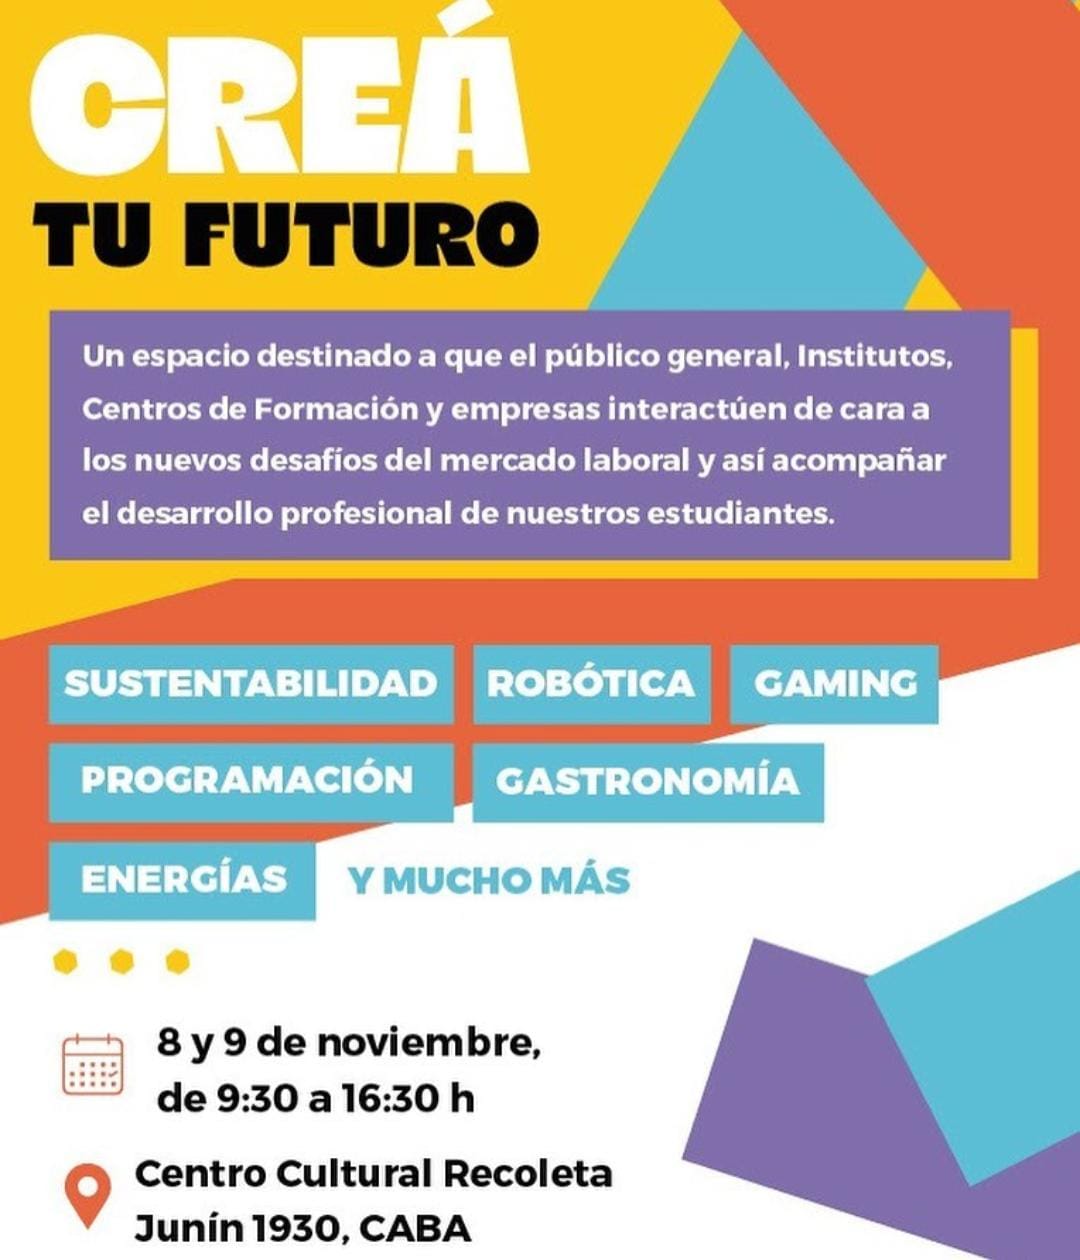 CREÁ
TU FUTURO
Un espacio destinado a que el público general, Institutos,
Centros de Formación y empresas interactúen de cara a
los nuevos desafíos del mercado laboral y así acompañar
el desarrollo profesional de nuestros estudiantes.
SUSTENTABILIDAD ROBÓTICA GAMING
PROGRAMACIÓN GASTRONOMÍA
ENERGÍAS Y MUCHO MÁS
8 y 9 de noviembre,
de 9:30 a 16:30 h
Centro Cultural Recoleta
Junín 1930, CABA